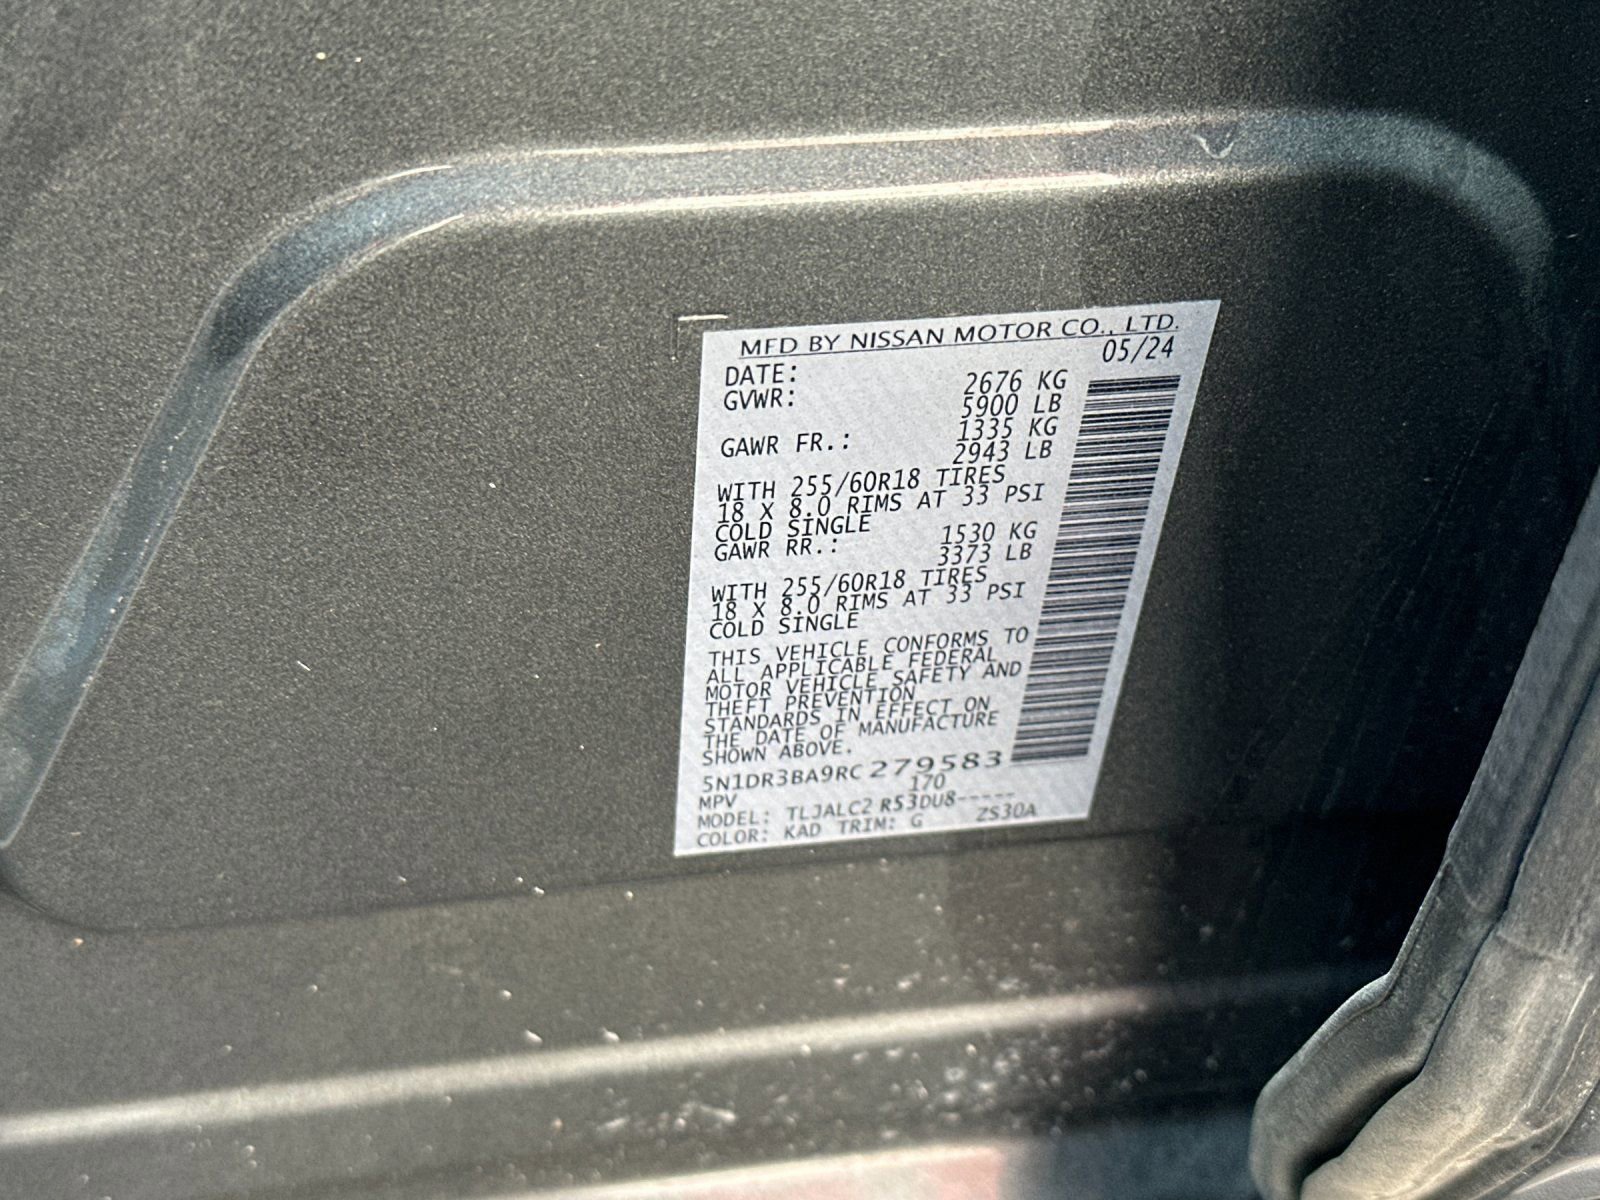 MFD BY NISSAN MOTOR CO., LTD.
DATE: 05/24
GVWR: 2676 KG
5900 LB
GAWR FR.: 1335 KG
2943 LB
WITH 255/60R18 TIRES
18 X 8.0 RIMS AT 33 PSI
COLD SINGLE
GAWR RR.: 1530 KG
3373 LB
WITH 255/60R18 TIRES
18 X 8.0 RIMS AT 33 PSI
COLD SINGLE
THIS VEHICLE CONFORMS TO
ALL APPLICABLE FEDERAL
MOTOR VEHICLE SAFETY AND
THEFT PREVENTION
STANDARDS IN EFFECT ON
THE DATE OF MANUFACTURE
SHOWN ABOVE.
5N1DR3BA9RC279583
MPV 170
MODEL: TLJALC2 R53DU8-----
COLOR: KAD TRIM: G ZS30A